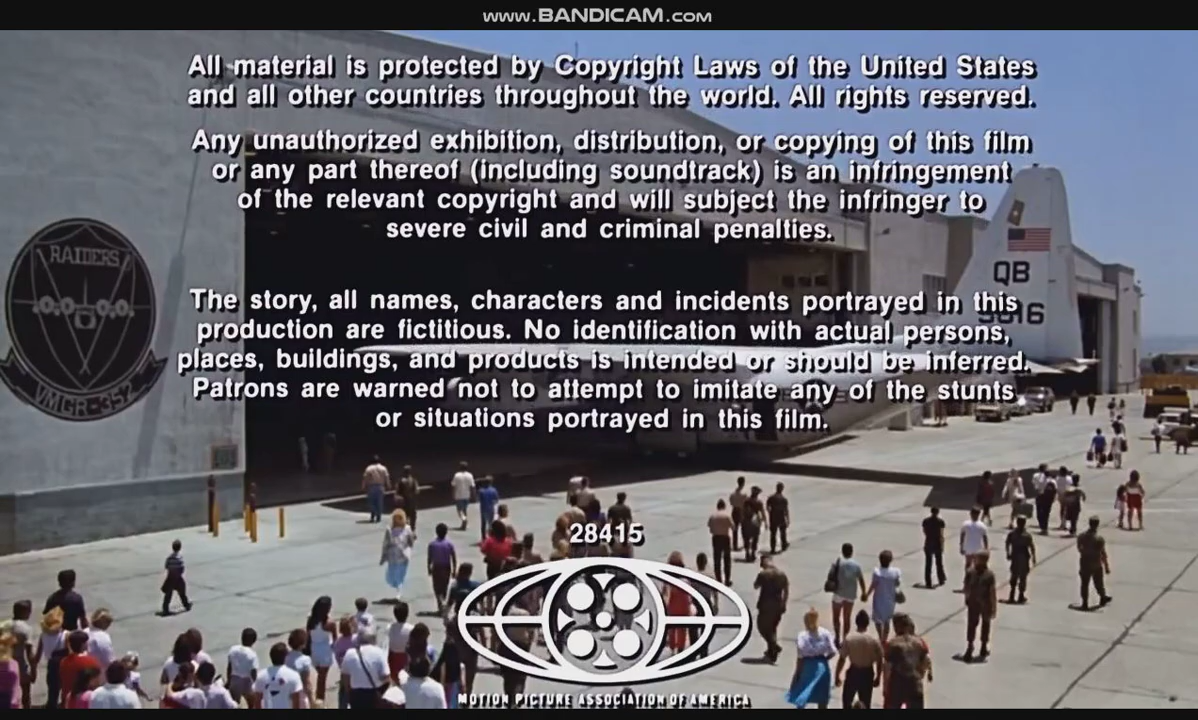 www.BANDICAM.com
All material is protected by Copyright Laws of the United States
and all other countries throughout the world. All rights reserved.
Any unauthorized exhibition, distribution, or copying of this film
or any part thereof (including soundtrack) is an infringement
of the relevant copyright and will subject the infringer to
severe civil and criminal penalties.
RAIDERS
VMGR-352
QB
The story, all names, characters and incidents portrayed in this
production are fictitious. No identification with actual persons,
places, buildings, and products is intended or should be inferred.
Patrons are warned not to attempt to imitate any of the stunts
or situations portrayed in this film.
28415
MOTION PICTURE ASSOCIATION OF AMERICA